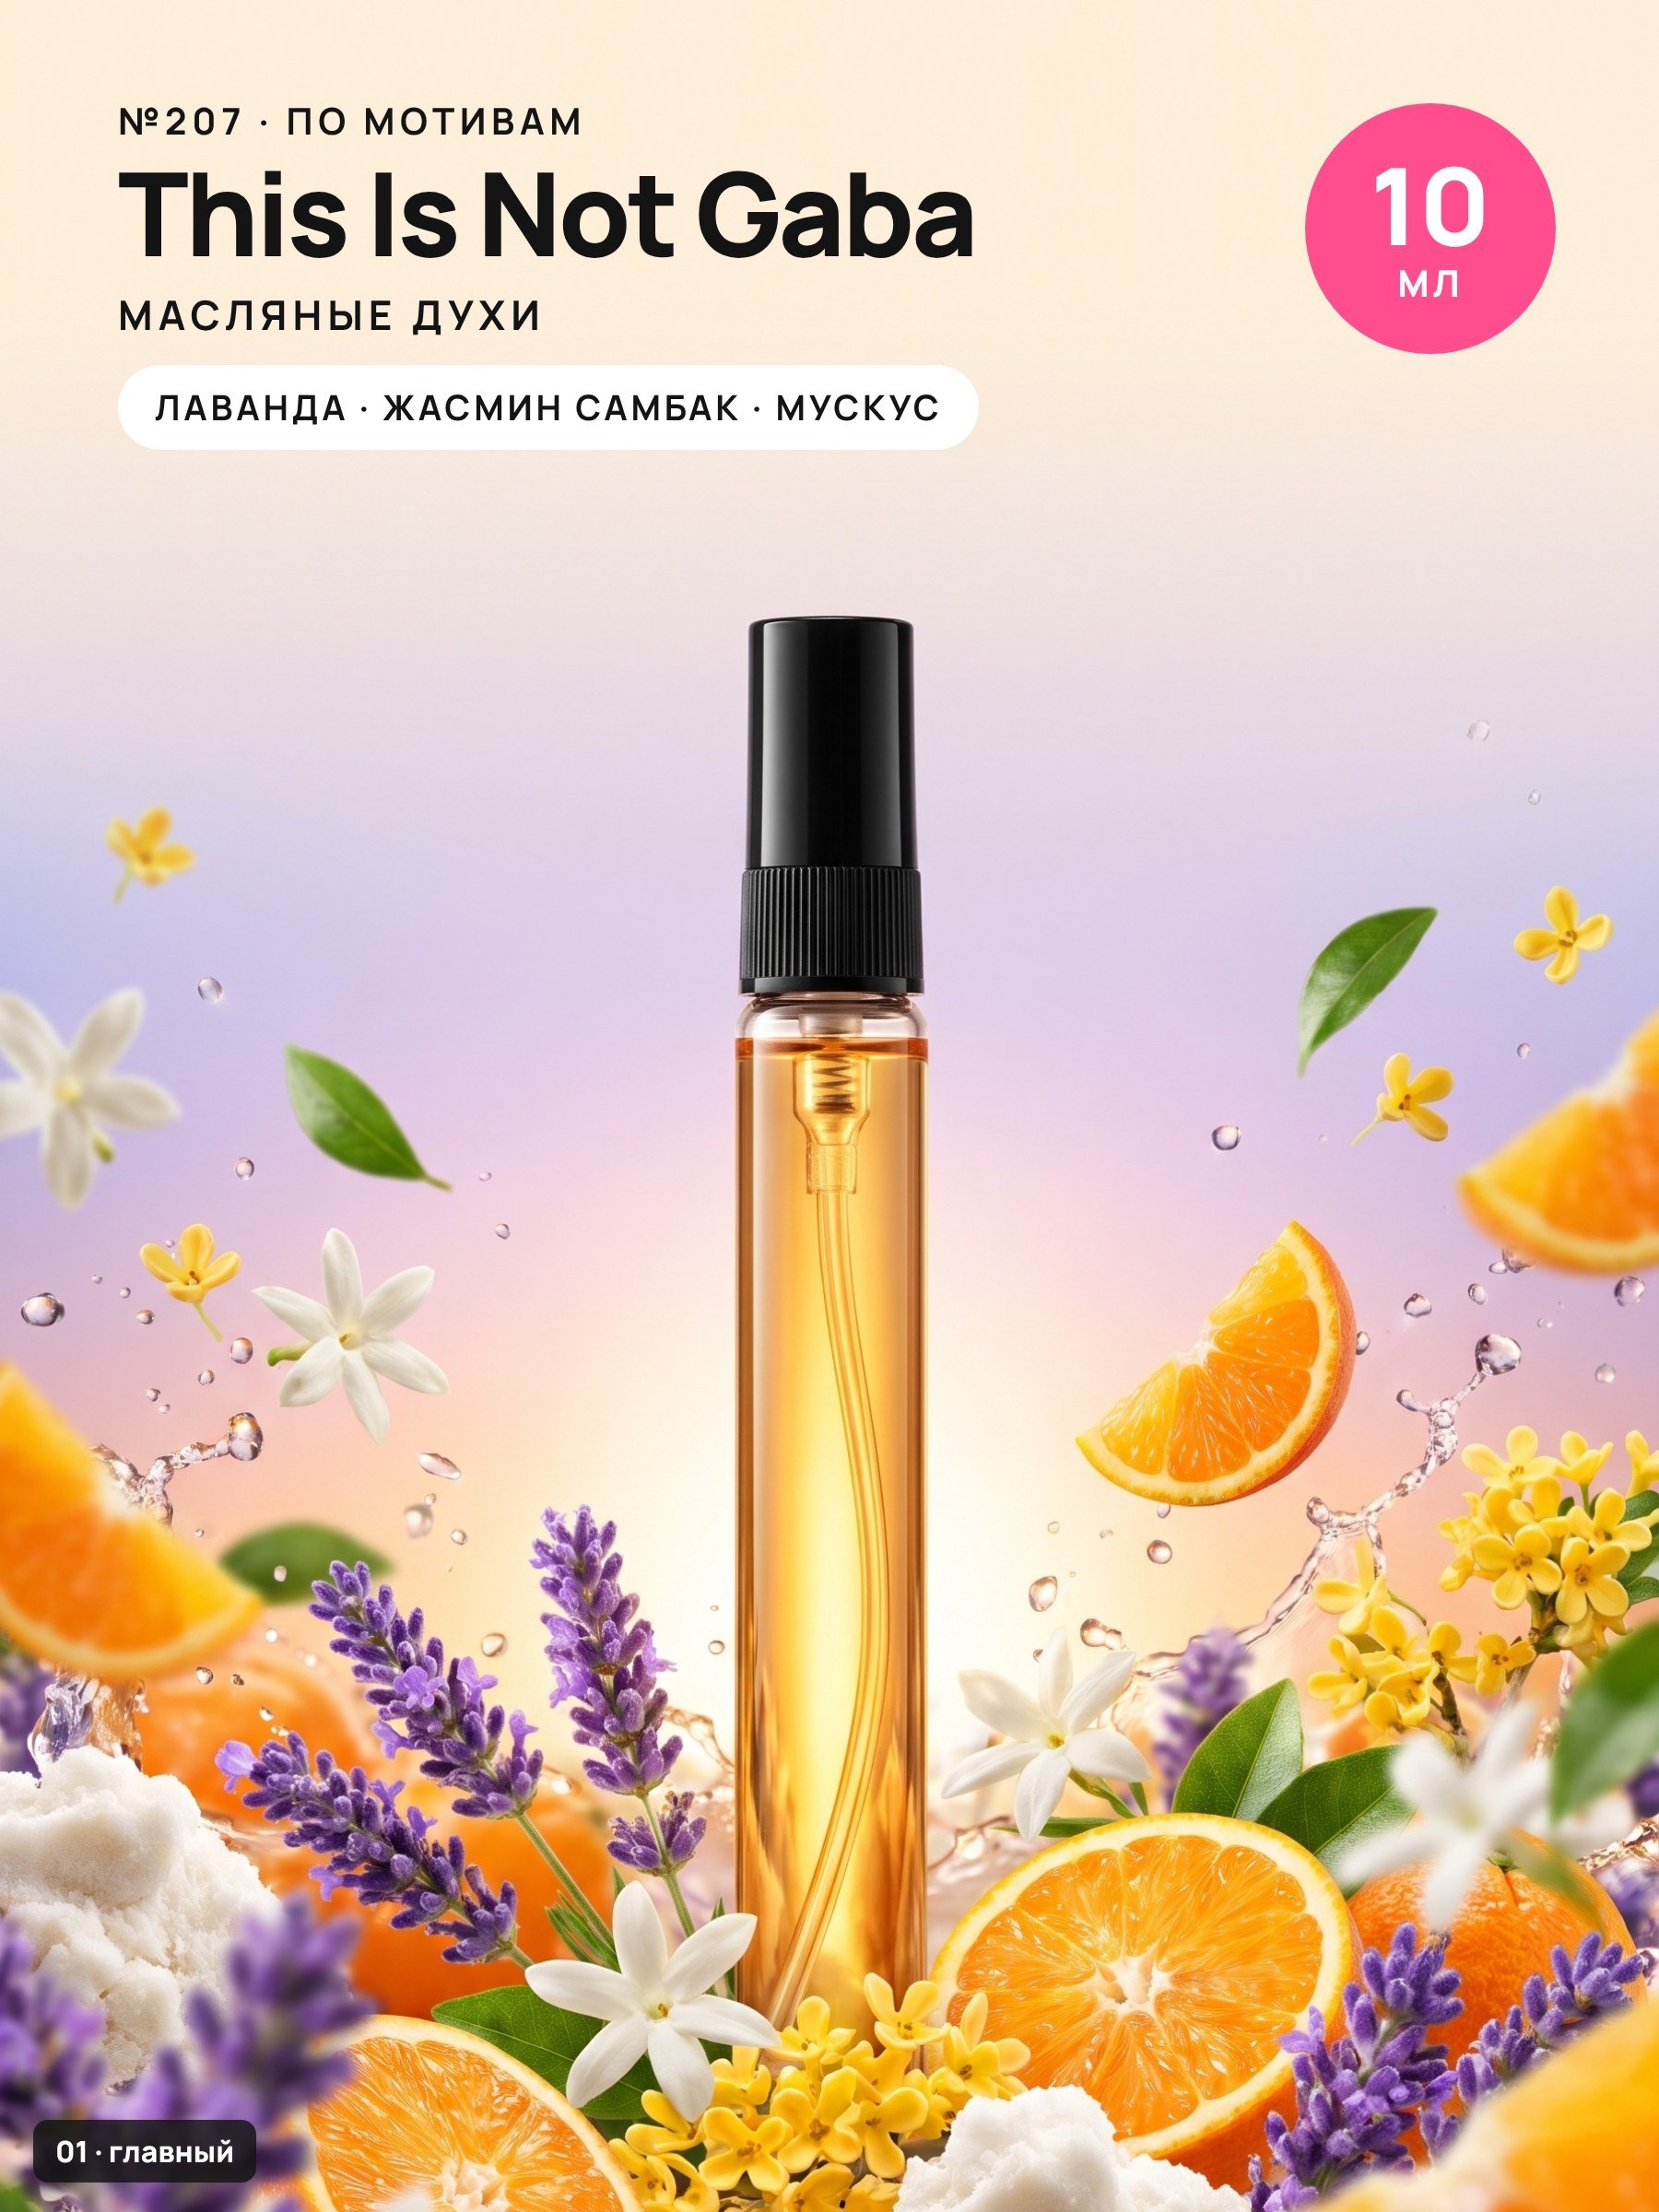 №207 · ПО МОТИВАМ
This Is Not Gaba
МАСЛЯНЫЕ ДУХИ
ЛАВАНДА · ЖАСМИН САМБАК · МУСКУС
10
МЛ
01 · главный